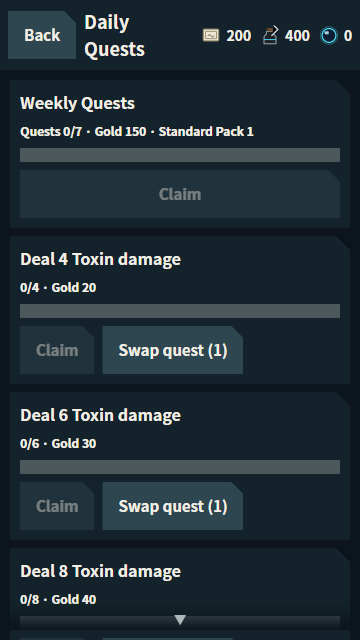 Back
Daily
Quests
200
400
0
Weekly Quests
Quests 0/7 · Gold 150 · Standard Pack 1
Claim
Deal 4 Toxin damage
0/4 · Gold 20
Claim
Swap quest (1)
Deal 6 Toxin damage
0/6 · Gold 30
Claim
Swap quest (1)
Deal 8 Toxin damage
0/8 · Gold 40